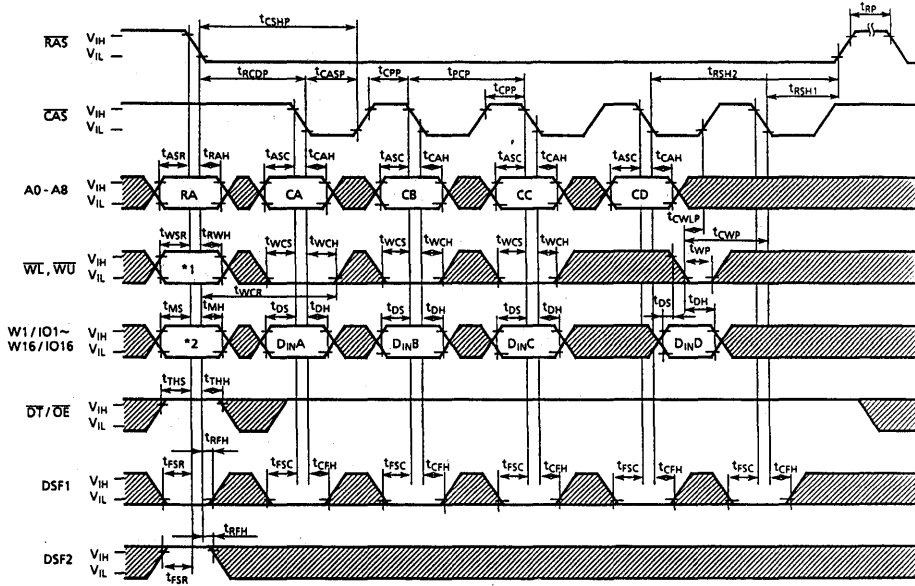 tCSHP tRP
RAS VIH
VIL
tRCDP tCASP tCPP tPCP tCPP tRSH2 tRSH1
CAS VIH
VIL
tASR tRAH tASC tCAH tASC tCAH tASC tCAH tASC tCAH
A0 - A8 VIH
VIL
RA CA CB CC CD
tCWLP tCWP
tWSR tRWH tWCS tWCH tWCS tWCH tWCS tWCH tWP
WL, WU VIH
VIL
*1
tWCR
tMS tMH tDS tDH tDS tDH tDS tDH tDS tDH
W1/IO1~
W16/IO16
VIH
VIL
*2 DINA DINB DINC DIND
tTHS tTHH
DT/OE VIH
VIL
tRFH
tFSR tFSC tCFH tFSC tCFH tFSC tCFH tFSC tCFH tFSC tCFH
DSF1 VIH
VIL
tRFH
DSF2 VIH
VIL
tFSR